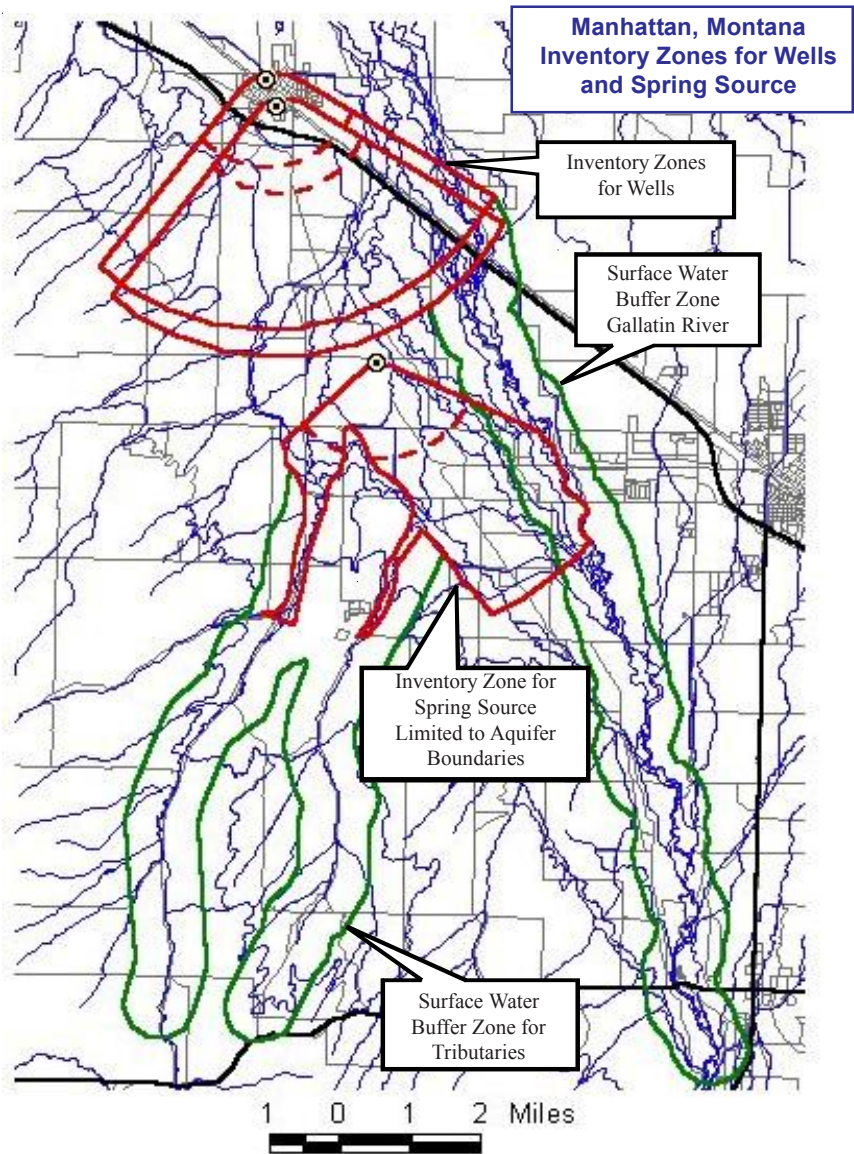 Manhattan, Montana
Inventory Zones for Wells
and Spring Source
Inventory Zones
for Wells
Surface Water
Buffer Zone
Gallatin River
Inventory Zone for
Spring Source
Limited to Aquifer
Boundaries
Surface Water
Buffer Zone for
Tributaries
1 0 1 2 Miles